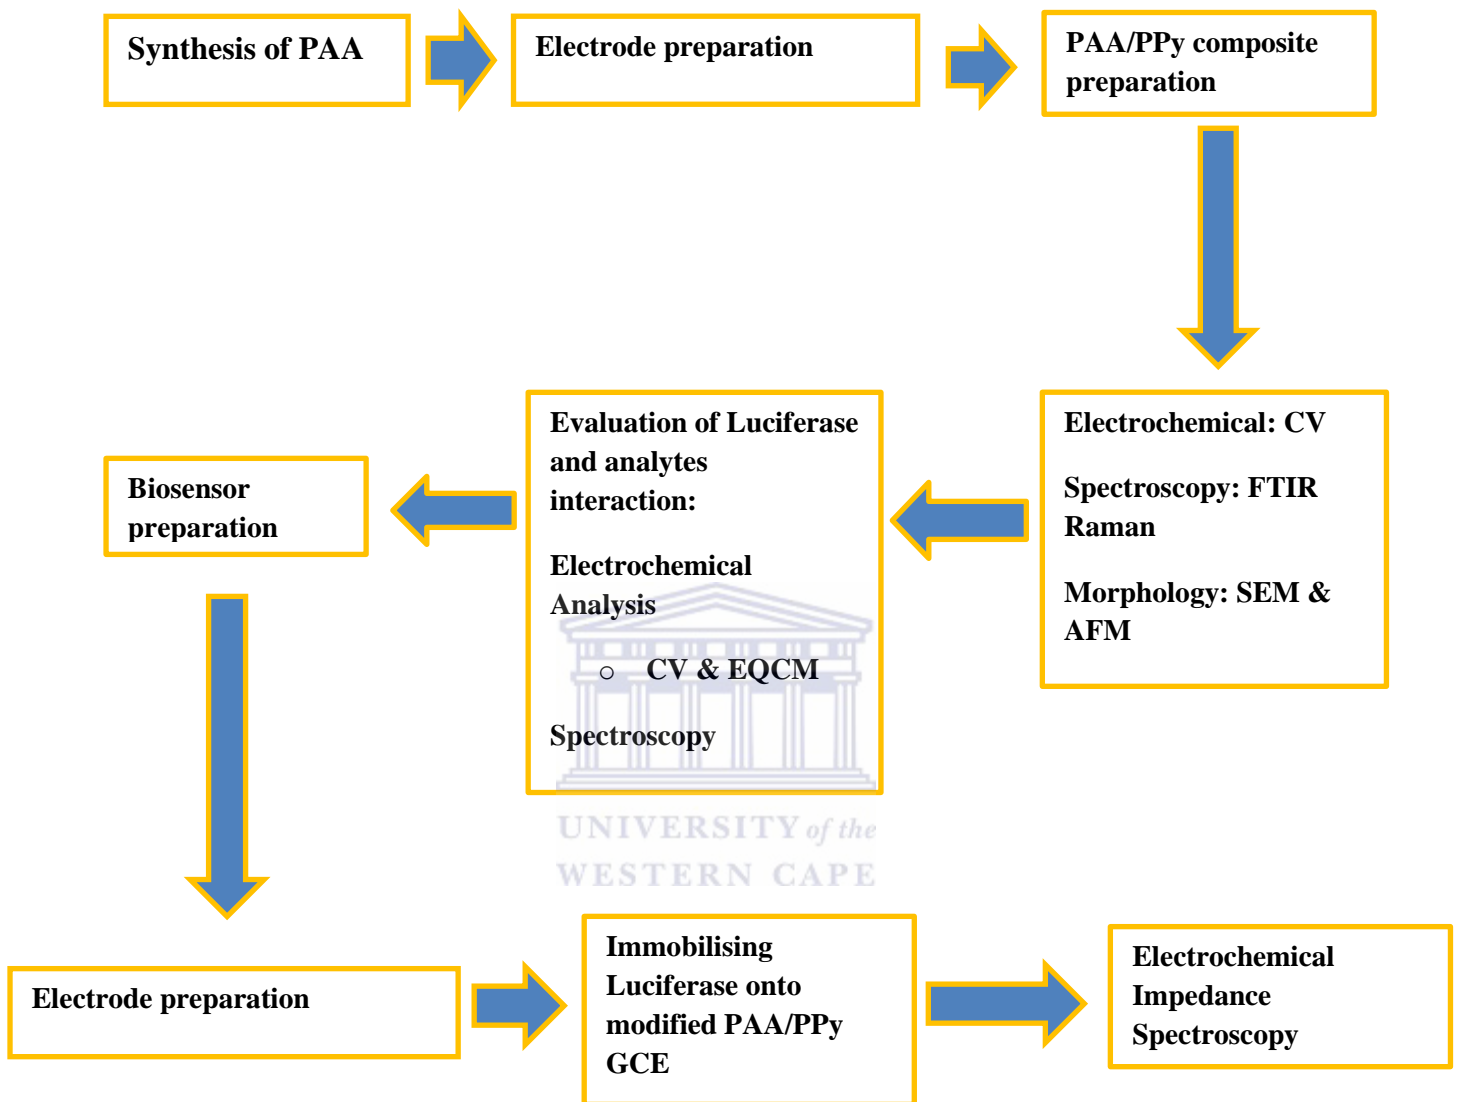 Synthesis of PAA
Electrode preparation
PAA/PPy composite
preparation
Electrochemical: CV
Spectroscopy: FTIR
Raman
Morphology: SEM &
AFM
Evaluation of Luciferase
and analytes
interaction:
Electrochemical
Analysis
o CV & EQCM
Spectroscopy
Biosensor
preparation
UNIVERSITY of the
WESTERN CAPE
Electrode preparation
Immobilising
Luciferase onto
modified PAA/PPy
GCE
Electrochemical
Impedance
Spectroscopy